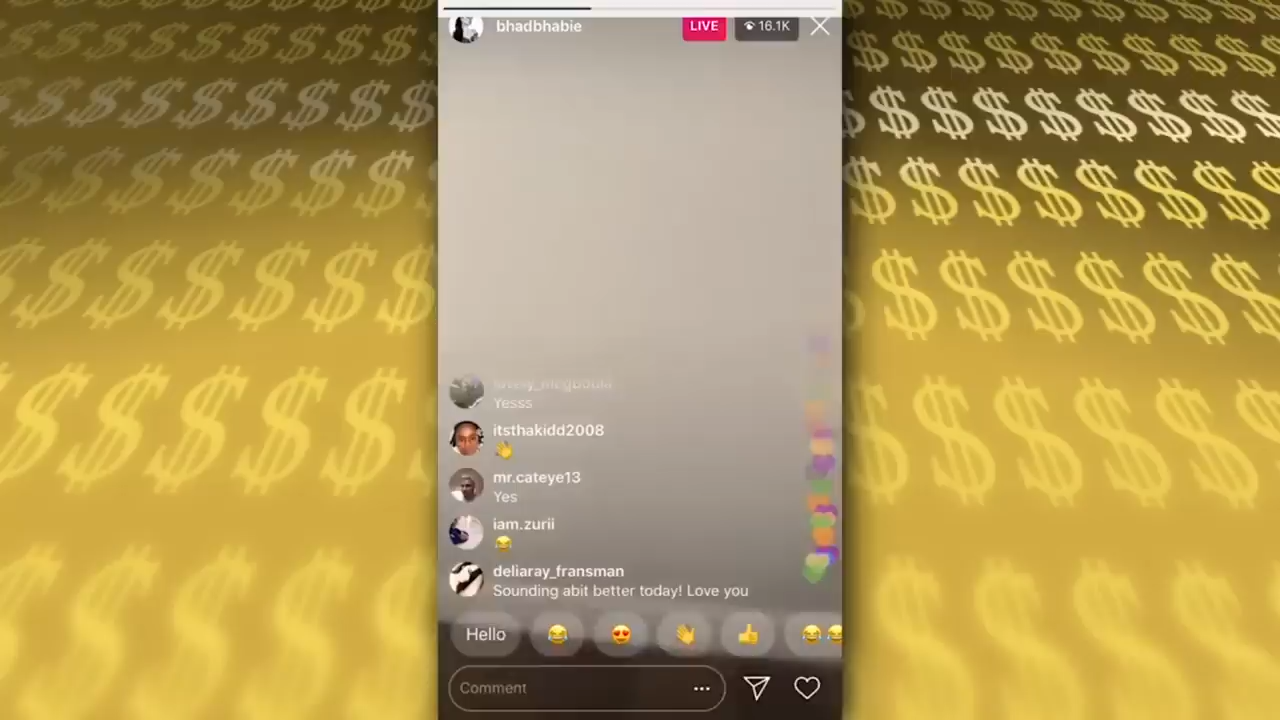 bhadbhabie LIVE 16.1K
Yesss
itsthakidd2008
mr.cateye13
Yes
iam.zurii
deliaray_fransman
Sounding abit better today! Love you
Hello
Comment